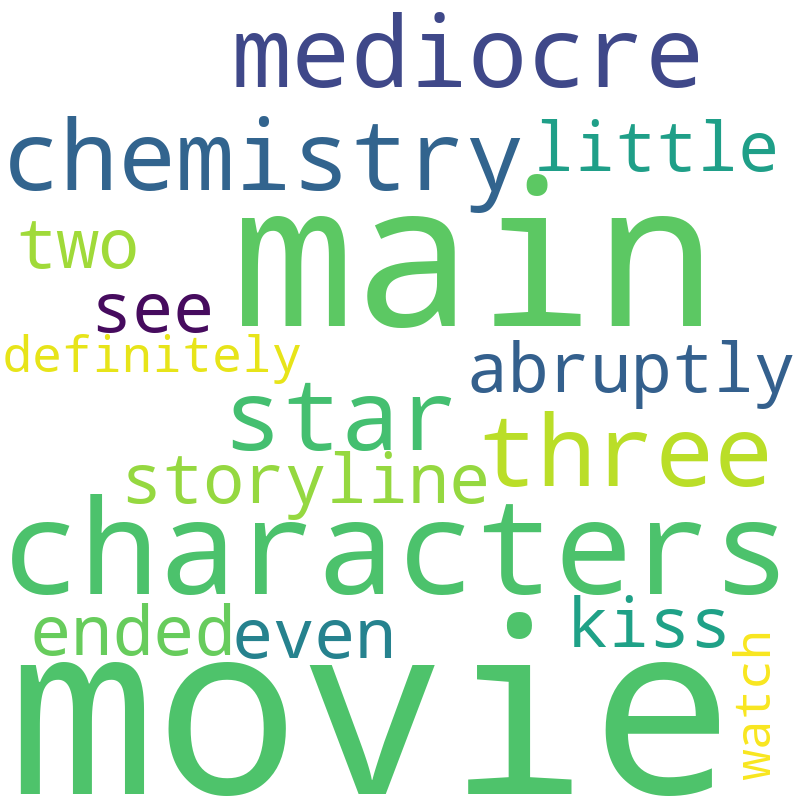 mediocre
chemistry little
main
two
see
definitely
abruptly
star
three
storyline
characters
ended even kiss
movie
watch